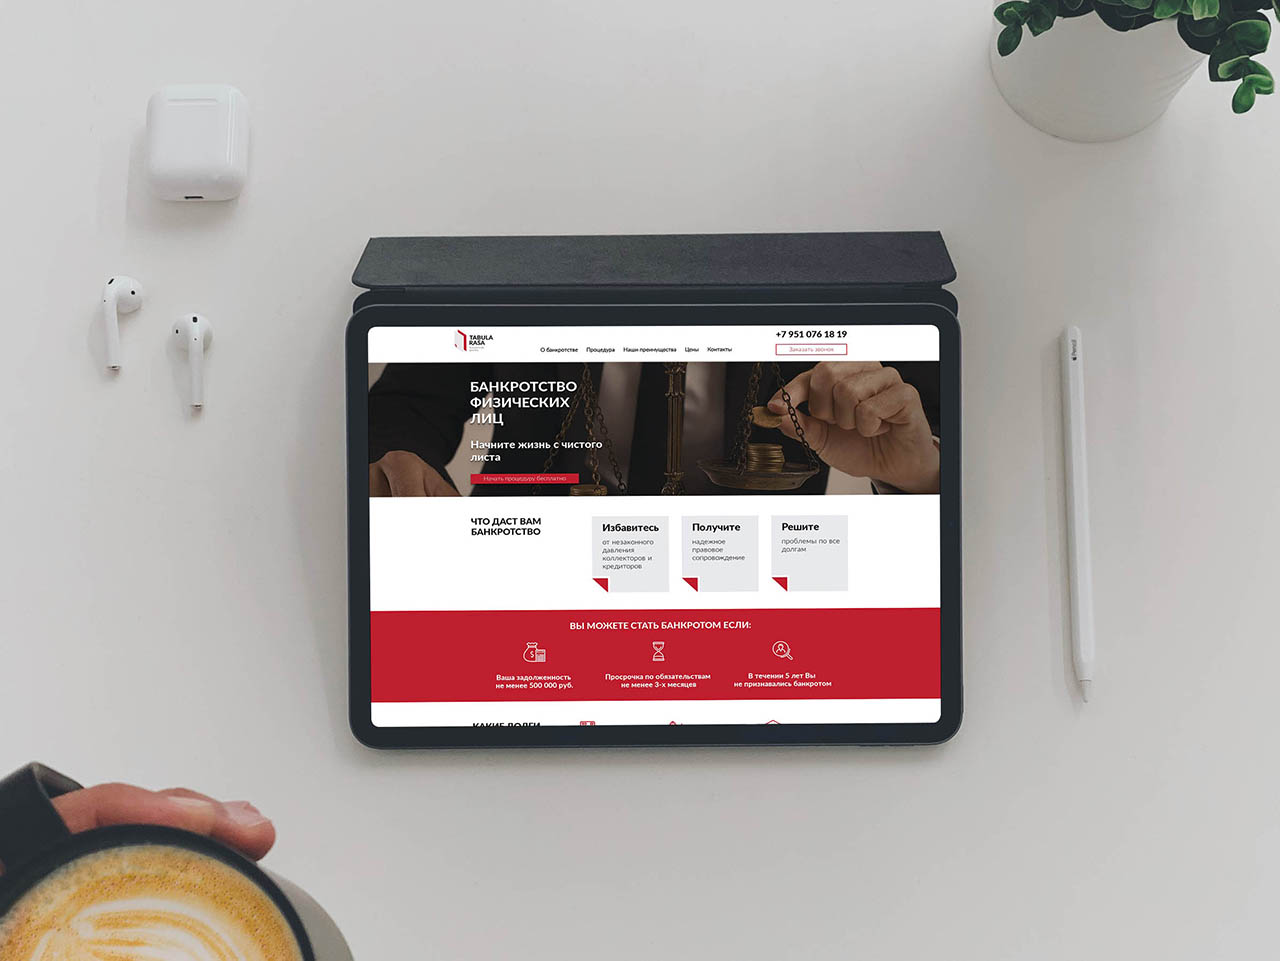 TABULA
RASA
+7 951 076 18 19
О банкротстве Процедура Наши преимущества Цены Контакты
Заказать звонок
БАНКРОТСТВО
ФИЗИЧЕСКИХ
ЛИЦ
Начните жизнь с чистого
листа
Начать процедуру бесплатно
ЧТО ДАСТ ВАМ
БАНКРОТСТВО
Избавитесь
от незаконного
давления
коллекторов и
кредиторов
Получите
надежное
правовое
сопровождение
Решите
проблемы по все
долгам
ВЫ МОЖЕТЕ СТАТЬ БАНКРОТОМ ЕСЛИ:
Ваша задолженность
не менее 500 000 руб.
Просрочка по обязательствам
не менее 3-х месяцев
В течении 5 лет Вы
не признавались банкротом
КАКИЕ ДОЛГИ
Pencil